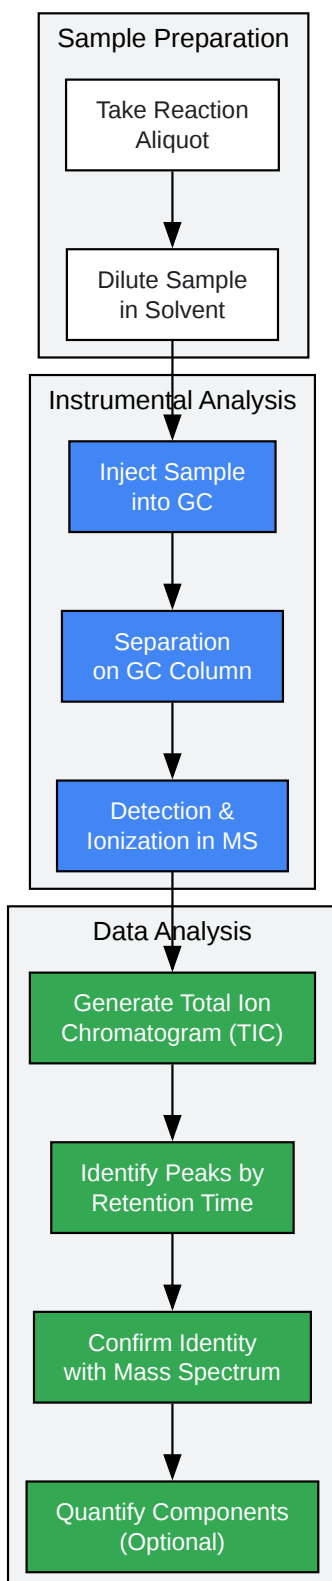 Sample Preparation
Take Reaction
Aliquot
Dilute Sample
in Solvent
Instrumental Analysis
Inject Sample
into GC
Separation
on GC Column
Detection &
Ionization in MS
Data Analysis
Generate Total Ion
Chromatogram (TIC)
Identify Peaks by
Retention Time
Confirm Identity
with Mass Spectrum
Quantify Components
(Optional)